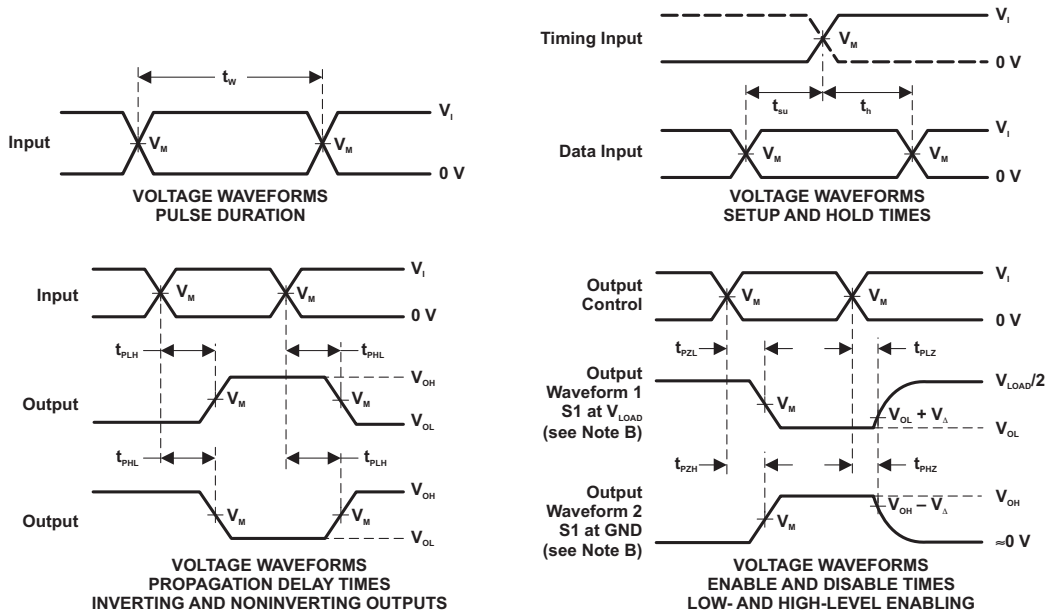 t_w
Input
V_I
V_M
V_M
0 V
VOLTAGE WAVEFORMS
PULSE DURATION
Timing Input
V_I
V_M
0 V
t_su
t_h
Data Input
V_I
V_M
V_M
0 V
VOLTAGE WAVEFORMS
SETUP AND HOLD TIMES
Input
V_I
V_M
V_M
0 V
t_PLH
t_PHL
Output
V_OH
V_M
V_M
V_OL
t_PHL
t_PLH
Output
V_OH
V_M
V_M
V_OL
VOLTAGE WAVEFORMS
PROPAGATION DELAY TIMES
INVERTING AND NONINVERTING OUTPUTS
Output
Control
V_I
V_M
V_M
0 V
t_PZL
t_PLZ
Output
Waveform 1
S1 at V_LOAD
(see Note B)
V_LOAD/2
V_M
V_OL + V_Δ
V_OL
t_PZH
t_PHZ
Output
Waveform 2
S1 at GND
(see Note B)
V_OH
V_M
V_OH – V_Δ
≈0 V
VOLTAGE WAVEFORMS
ENABLE AND DISABLE TIMES
LOW- AND HIGH-LEVEL ENABLING